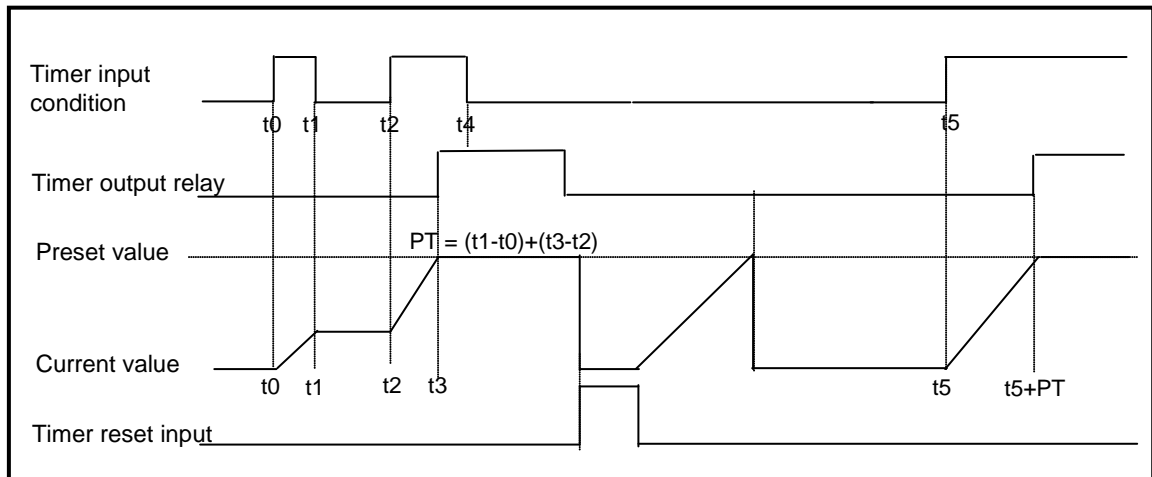 Timer input
condition
t0 t1 t2 t4 t5
Timer output relay
PT = (t1-t0)+(t3-t2)
Preset value
Current value
t0 t1 t2 t3 t5 t5+PT
Timer reset input